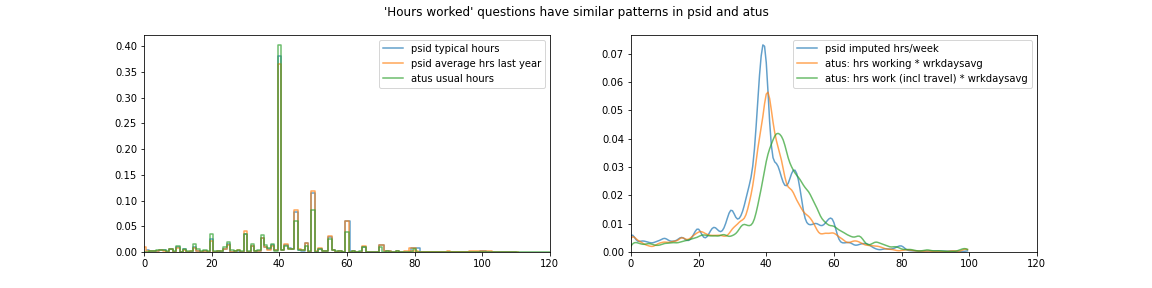 'Hours worked' questions have similar patterns in psid and atus
0.40
0.35
0.30
0.25
0.20
0.15
0.10
0.05
0.00
0 20 40 60 80 100 120
psid typical hours
psid average hrs last year
atus usual hours
0.07
0.06
0.05
0.04
0.03
0.02
0.01
0.00
0 20 40 60 80 100 120
psid imputed hrs/week
atus: hrs working * wrkdaysavg
atus: hrs work (incl travel) * wrkdaysavg